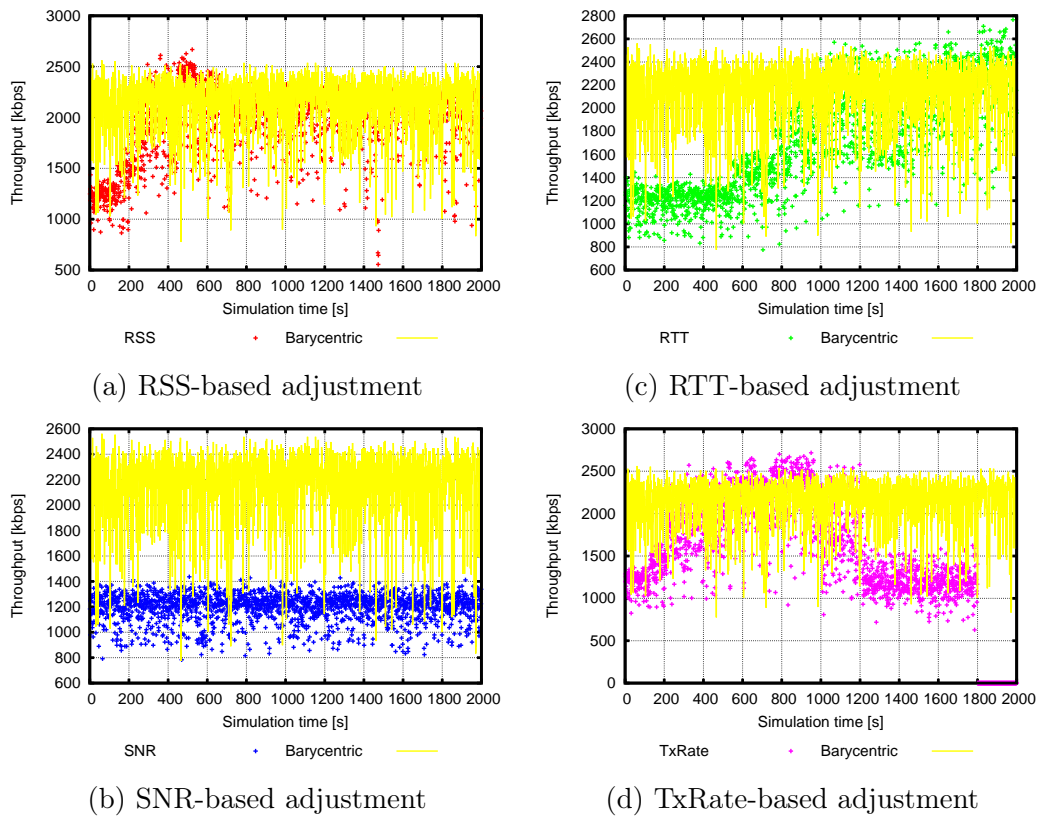 3000
2500
2000
1500
1000
500
0 200 400 600 800 1000 1200 1400 1600 1800 2000
Throughput [kbps]
Simulation time [s]
RSS Barycentric
(a) RSS-based adjustment
2800
2600
2400
2200
2000
1800
1600
1400
1200
1000
800
600
0 200 400 600 800 1000 1200 1400 1600 1800 2000
Throughput [kbps]
Simulation time [s]
RTT Barycentric
(c) RTT-based adjustment
2600
2400
2200
2000
1800
1600
1400
1200
1000
800
600
0 200 400 600 800 1000 1200 1400 1600 1800 2000
Throughput [kbps]
Simulation time [s]
SNR Barycentric
(b) SNR-based adjustment
3000
2500
2000
1500
1000
500
0
0 200 400 600 800 1000 1200 1400 1600 1800 2000
Throughput [kbps]
Simulation time [s]
TxRate Barycentric
(d) TxRate-based adjustment